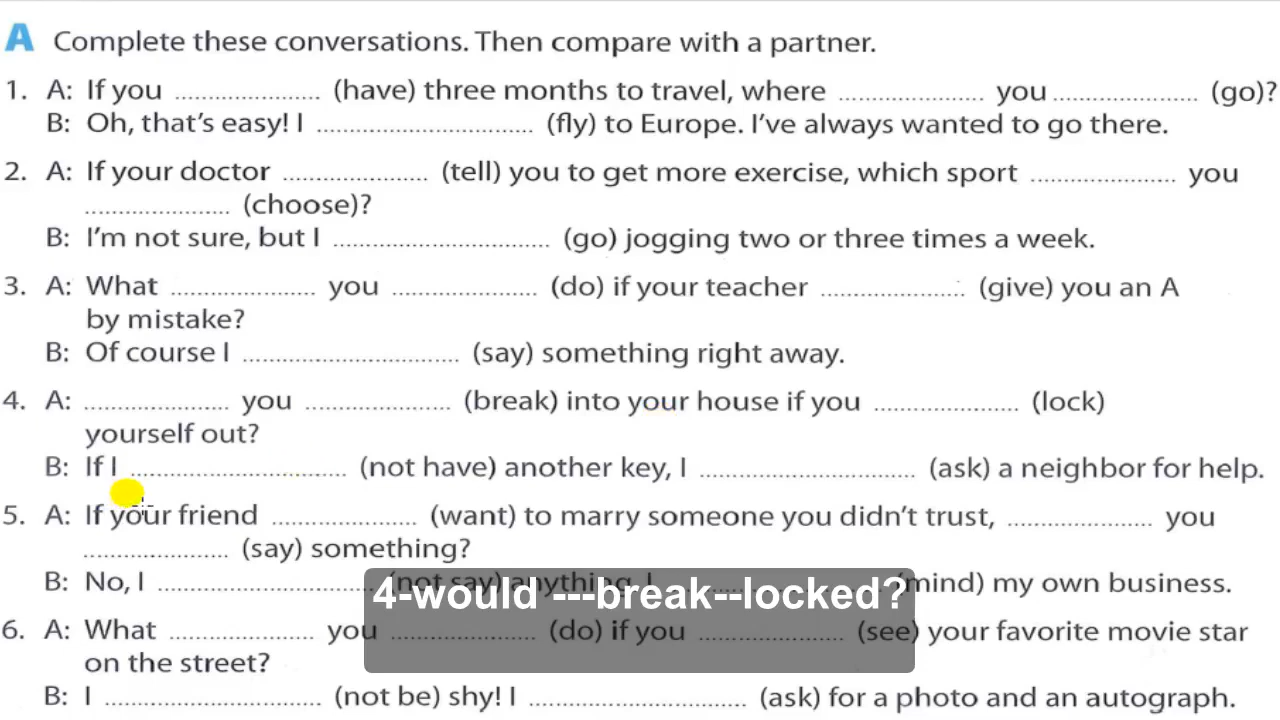 A Complete these conversations. Then compare with a partner.
1. A: If you .................... (have) three months to travel, where .................... you .................... (go)?
B: Oh, that's easy! I .............................. (fly) to Europe. I've always wanted to go there.
2. A: If your doctor .................... (tell) you to get more exercise, which sport .................... you
.................... (choose)?
B: I'm not sure, but I .............................. (go) jogging two or three times a week.
3. A: What .................... you .................... (do) if your teacher .................... (give) you an A
by mistake?
B: Of course I .............................. (say) something right away.
4. A: .................... you .................... (break) into your house if you .................... (lock)
yourself out?
B: If I .............................. (not have) another key, I .............................. (ask) a neighbor for help.
5. A: If your friend .................... (want) to marry someone you didn't trust, .................... you
.................... (say) something?
B: No, I .............................. (not say) anything. I .............................. (mind) my own business.
4-would ---break--locked?
6. A: What .................... you .................... (do) if you .................... (see) your favorite movie star
on the street?
B: I .............................. (not be) shy! I .............................. (ask) for a photo and an autograph.